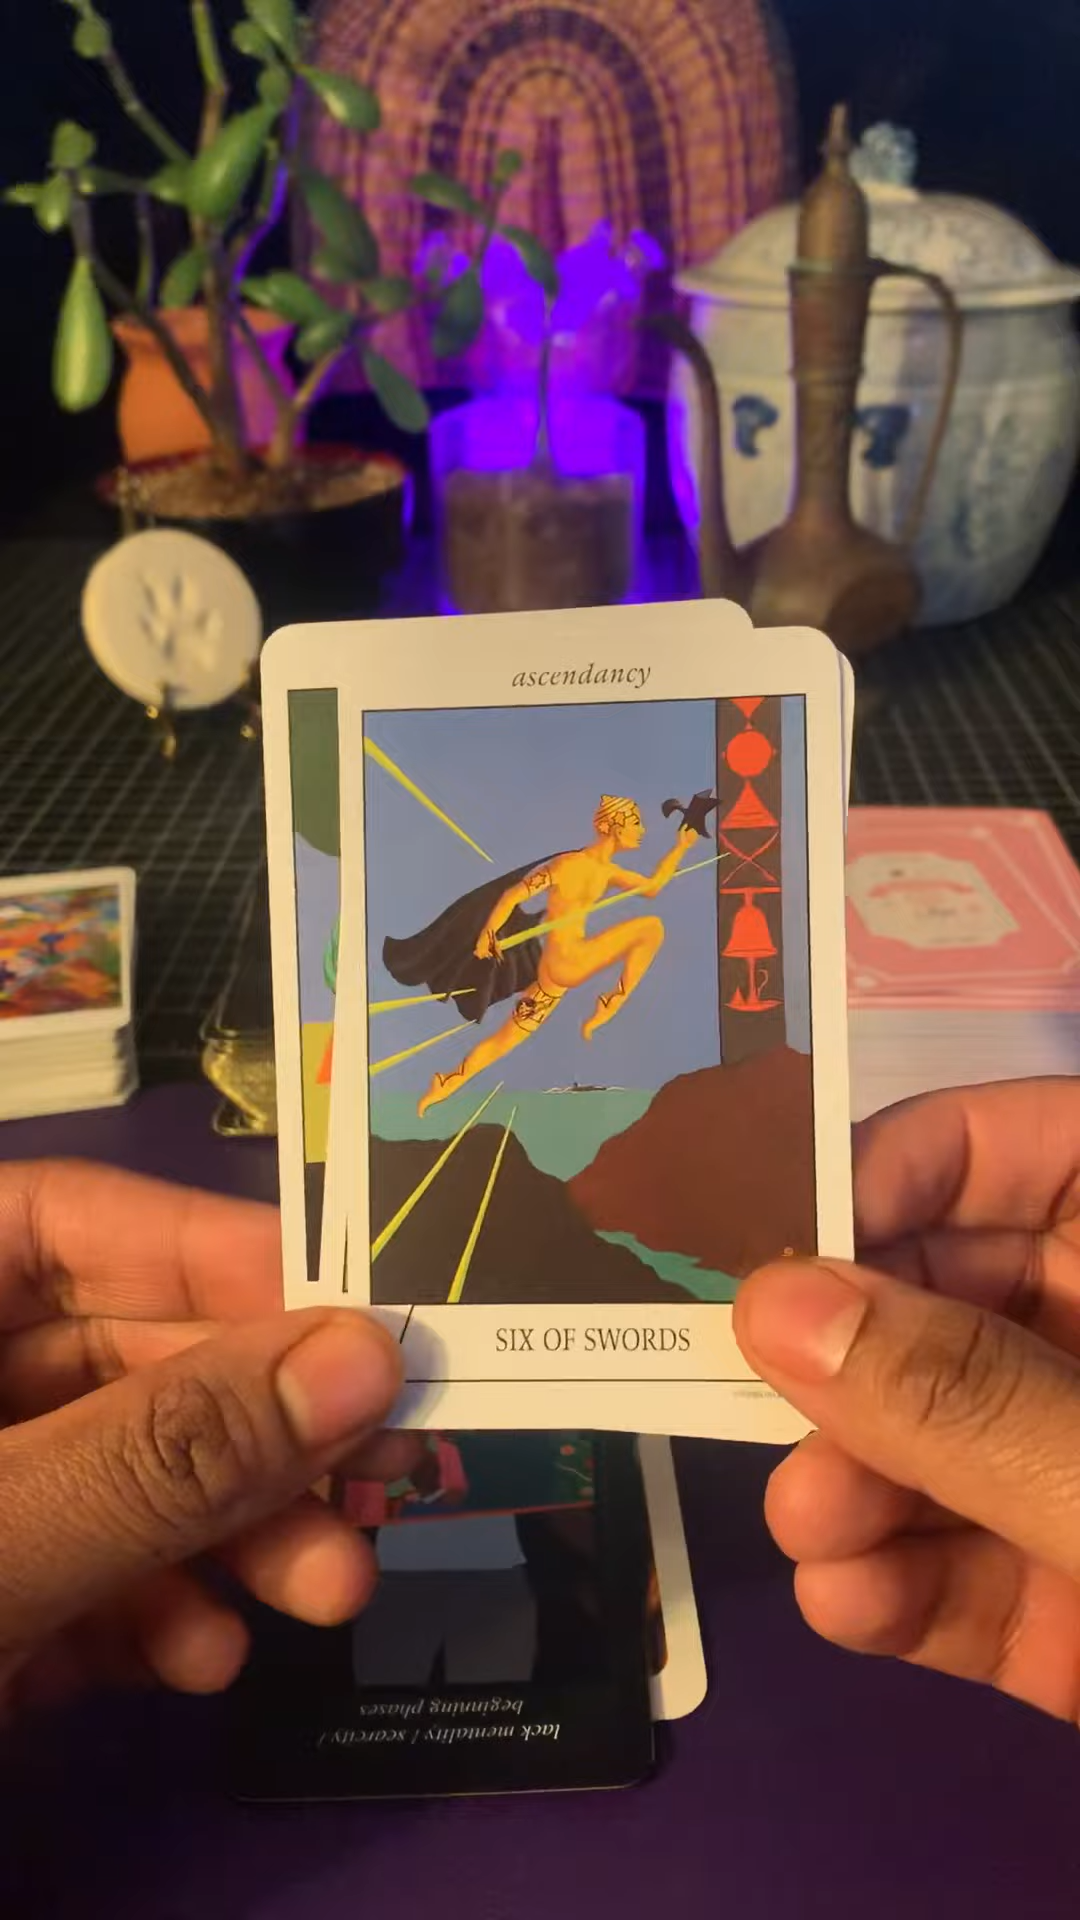 ascendancy
SIX OF SWORDS
lack mentality / scarcity /
beginning phases